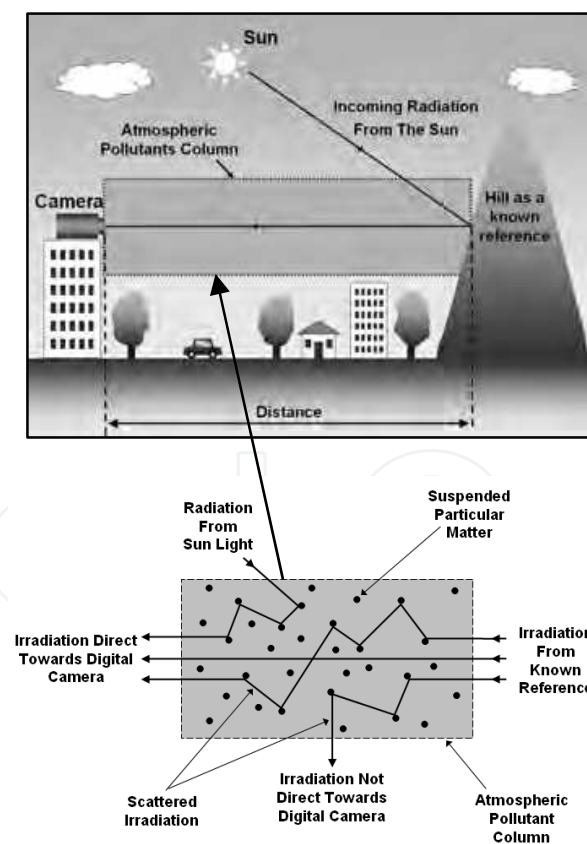 Sun
Incoming Radiation
From The Sun
Atmospheric
Pollutants Column
Camera
Hill as a
known
reference
Distance
Radiation
From
Sun Light
Suspended
Particular
Matter
Irradiation Direct
Towards Digital
Camera
Irradiation
From
Known
Reference
Scattered
Irradiation
Irradiation Not
Direct Towards
Digital Camera
Atmospheric
Pollutant
Column